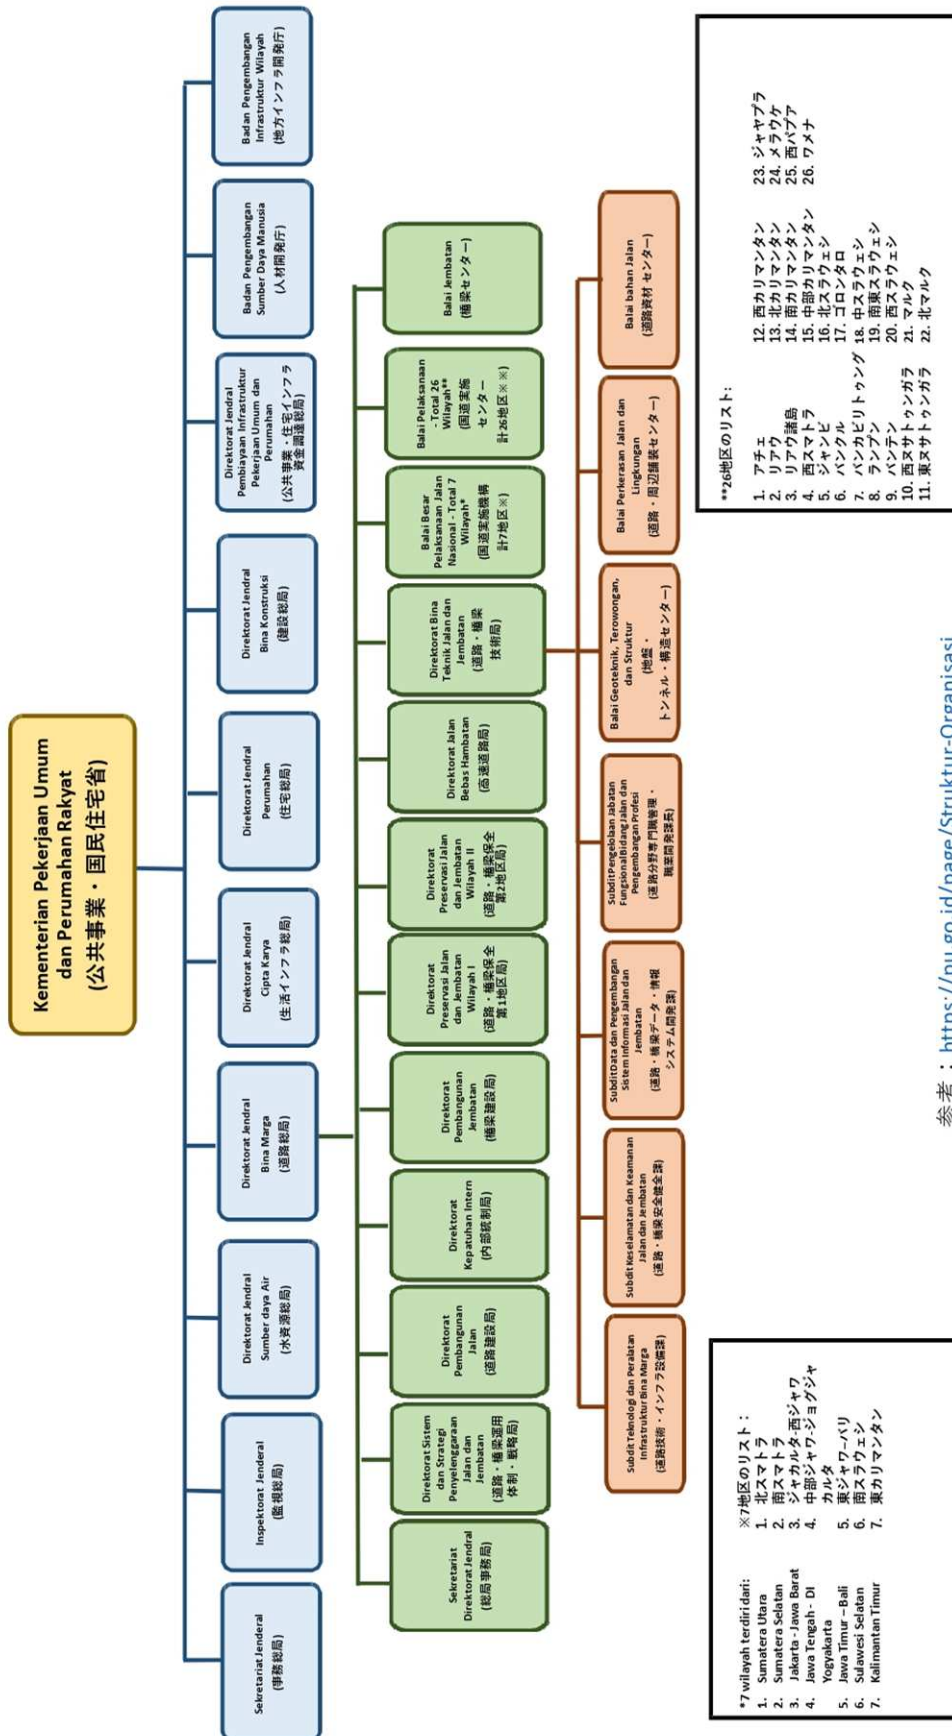 Kementerian Pekerjaan Umum
dan Perumahan Rakyat
(公共事業・国民住宅省)
Sekretariat Jenderal
(事務総局)
Inspektorat Jenderal
(監視総局)
Direktorat Jendral
Sumber daya Air
(水資源総局)
Direktorat Jendral
Bina Marga
(道路総局)
Direktorat Jendral
Cipta Karya
(生活インフラ総局)
Direktorat Jendral
Perumahan
(住宅総局)
Direktorat Jendral
Bina Konstruksi
(建設総局)
Direktorat Jendral
Pembiayaan Infrastruktur
Pekerjaan Umum dan
Perumahan
(公共事業・住宅インフラ
資金調達総局)
Badan Pengembangan
Sumber Daya Manusia
(人材開発庁)
Badan Pengembangan
Infrastruktur Wilayah
(地方インフラ開発庁)
Sekretariat
Direktorat Jendral
(総局事務局)
Direktorat Sistem
dan Strategi
Penyelenggaraan
Jalan dan
Jembatan
(道路・橋梁運用
体制・戦略局)
Direktorat
Pembangunan
Jalan
(道路建設局)
Direktorat
Kepatuhan Intern
(内部統制局)
Direktorat
Pembangunan
Jembatan
(橋梁建設局)
Direktorat
Preservasi Jalan
dan Jembatan
Wilayah I
(道路・橋梁保全
第1地区局)
Direktorat
Preservasi Jalan
dan Jembatan
Wilayah II
(道路・橋梁保全
第2地区局)
Direktorat Jalan
Bebas Hambatan
(高速道路局)
Direktorat Bina
Teknik Jalan dan
Jembatan
(道路・橋梁
技術局)
Balai Besar
Pelaksanaan Jalan
Nasional - Total 7
Wilayah*
(国道実施機構
計7地区※)
Balai Pelaksanaan
- Total 26
Wilayah**
(国道実施
センター
計26地区※※)
Balai Jembatan
(橋梁センター)
Subdit Teknologi dan Peralatan
Infrastruktur Bina Marga
(道路技術・インフラ設備課)
Subdit Keselamatan dan Keamanan
Jalan dan Jembatan
(道路・橋梁安全健全課)
Subdit Data dan Pengembangan
Sistem Informasi Jalan dan
Jembatan
(道路・橋梁データ・情報
システム開発課)
Subdit Pengelolaan Jabatan
Fungsional Bidang Jalan dan
Pengembangan Profesi
(道路分野専門職管理・
職業開発課長)
Balai Geoteknik, Terowongan,
dan Struktur
(地盤・
トンネル・構造センター)
Balai Perkerasan Jalan dan
Lingkungan
(道路・周辺舗装センター)
Balai bahan Jalan
(道路資材 センター)
*7 wilayah terdiri dari:
1. Sumatera Utara
2. Sumatera Selatan
3. Jakarta - Jawa Barat
4. Jawa Tengah - DI
Yogyakarta
5. Jawa Timur – Bali
6. Sulawesi Selatan
7. Kalimantan Timur
※7地区のリスト：
1. 北スマトラ
2. 南スマトラ
3. ジャカルタ-西ジャワ
4. 中部ジャワ-ジョグジャ
カルタ
5. 東ジャワ-バリ
6. 南スラウェシ
7. 東カリマンタン
**26地区のリスト:
1. アチェ
2. リアウ
3. リアウ諸島
4. 西スマトラ
5. ジャンビ
6. バンクル
7. バンカビリトゥング
8. ランプン
9. バンテン
10. 西ヌサトゥンガラ
11. 東ヌサトゥンガラ
12. 西カリマンタン
13. 北カリマンタン
14. 南カリマンタン
15. 中部カリマンタン
16. 北スラウェシ
17. ゴロンタロ
18. 中スラウェシ
19. 南東スラウェシ
20. 西スラウェシ
21. マルク
22. 北マルク
23. ジャヤプラ
24. メラウケ
25. 西パプア
26. ワメナ
参考：https://pu.go.id/page/Struktur-Organisasi